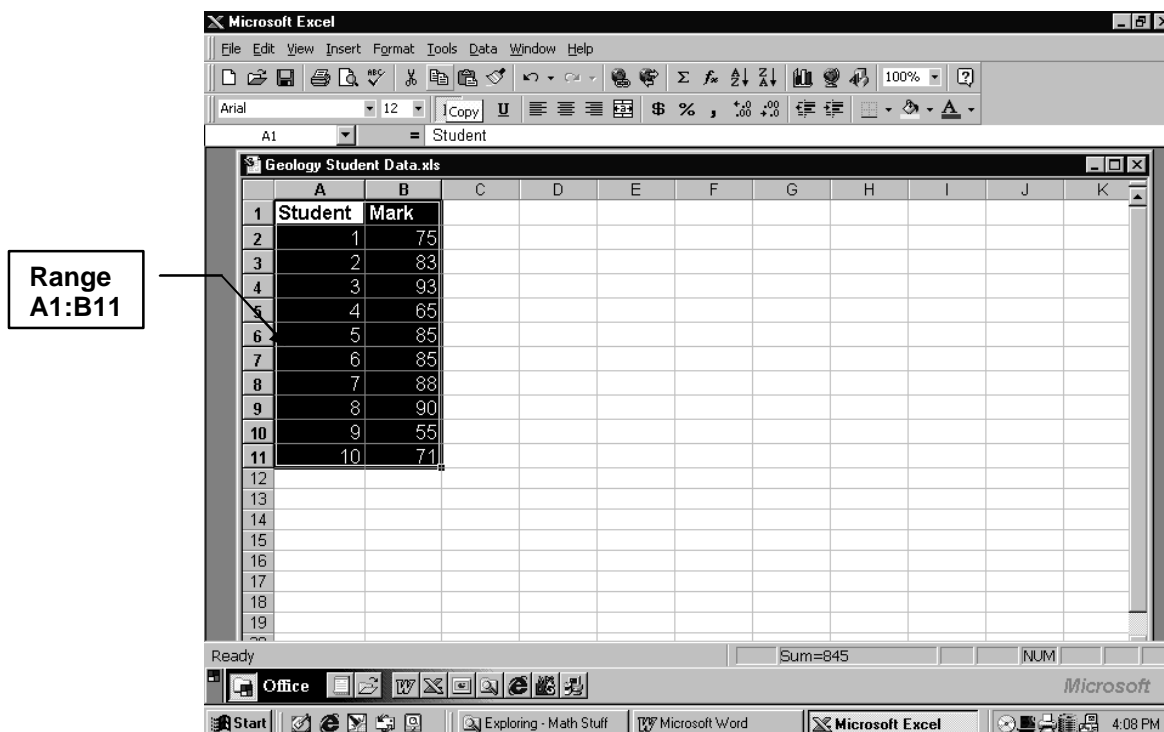 Microsoft Excel
File Edit View Insert Format Tools Data Window Help
ABC Σ fx 100%
Arial 12 Copy U $ % ,
A1 = Student
Geology Student Data.xls
A B C D E F G H I J K
1 Student Mark
2 1 75
3 2 83
4 3 93
5 4 65
6 5 85
7 6 85
8 7 88
9 8 90
10 9 55
11 10 71
12
13
14
15
16
17
18
19
Range
A1:B11
Ready Sum=845 NUM
Office Microsoft
Start Exploring - Math Stuff Microsoft Word Microsoft Excel 4:08 PM